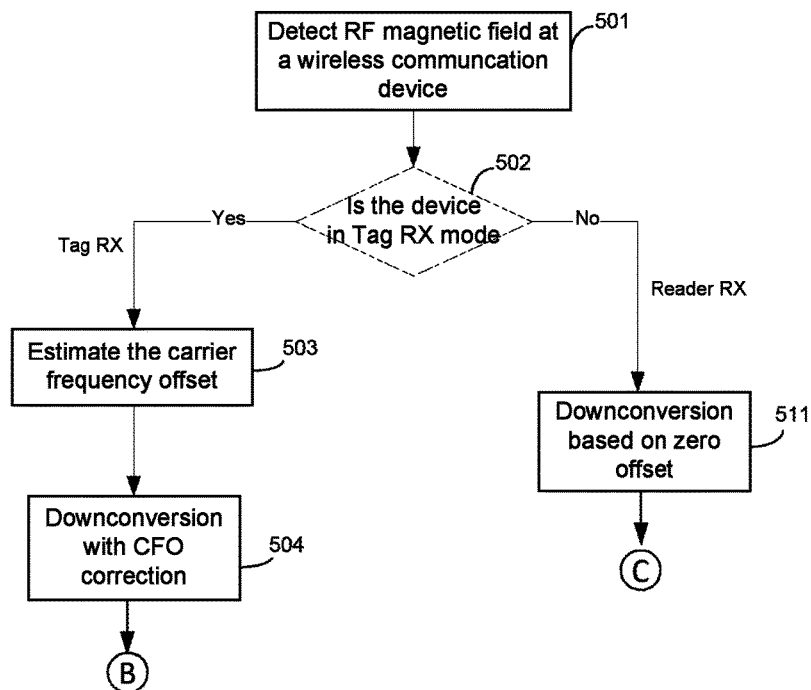 Detect RF magnetic field at
a wireless communcation
device
501
502
Is the device
in Tag RX mode
Yes
No
Tag RX
Reader RX
Estimate the carrier
frequency offset
503
Downconversion
based on zero
offset
511
Downconversion
with CFO
correction
504
C
B